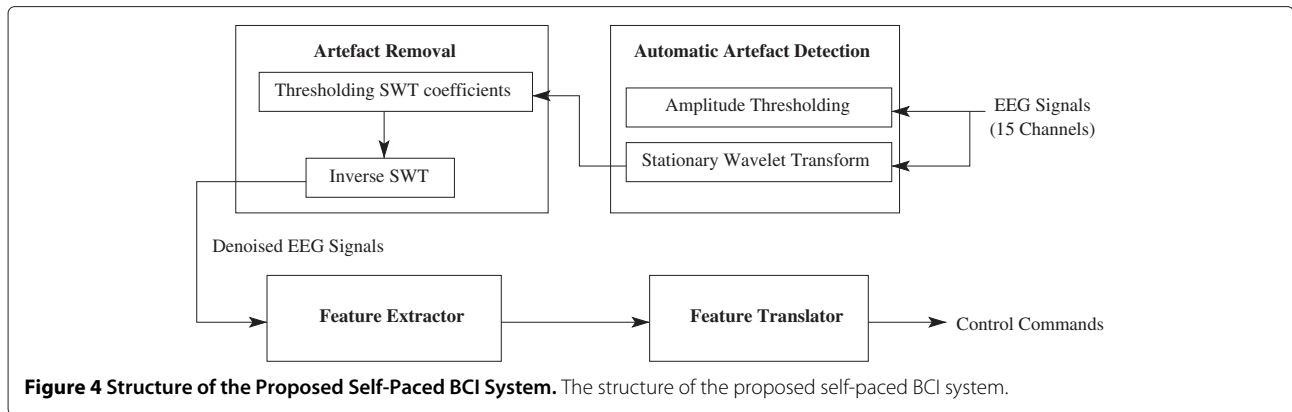 Artefact Removal
Thresholding SWT coefficients
Inverse SWT
Automatic Artefact Detection
Amplitude Thresholding
Stationary Wavelet Transform
EEG Signals
(15 Channels)
Denoised EEG Signals
Feature Extractor
Feature Translator
Control Commands
Figure 4 Structure of the Proposed Self-Paced BCI System. The structure of the proposed self-paced BCI system.